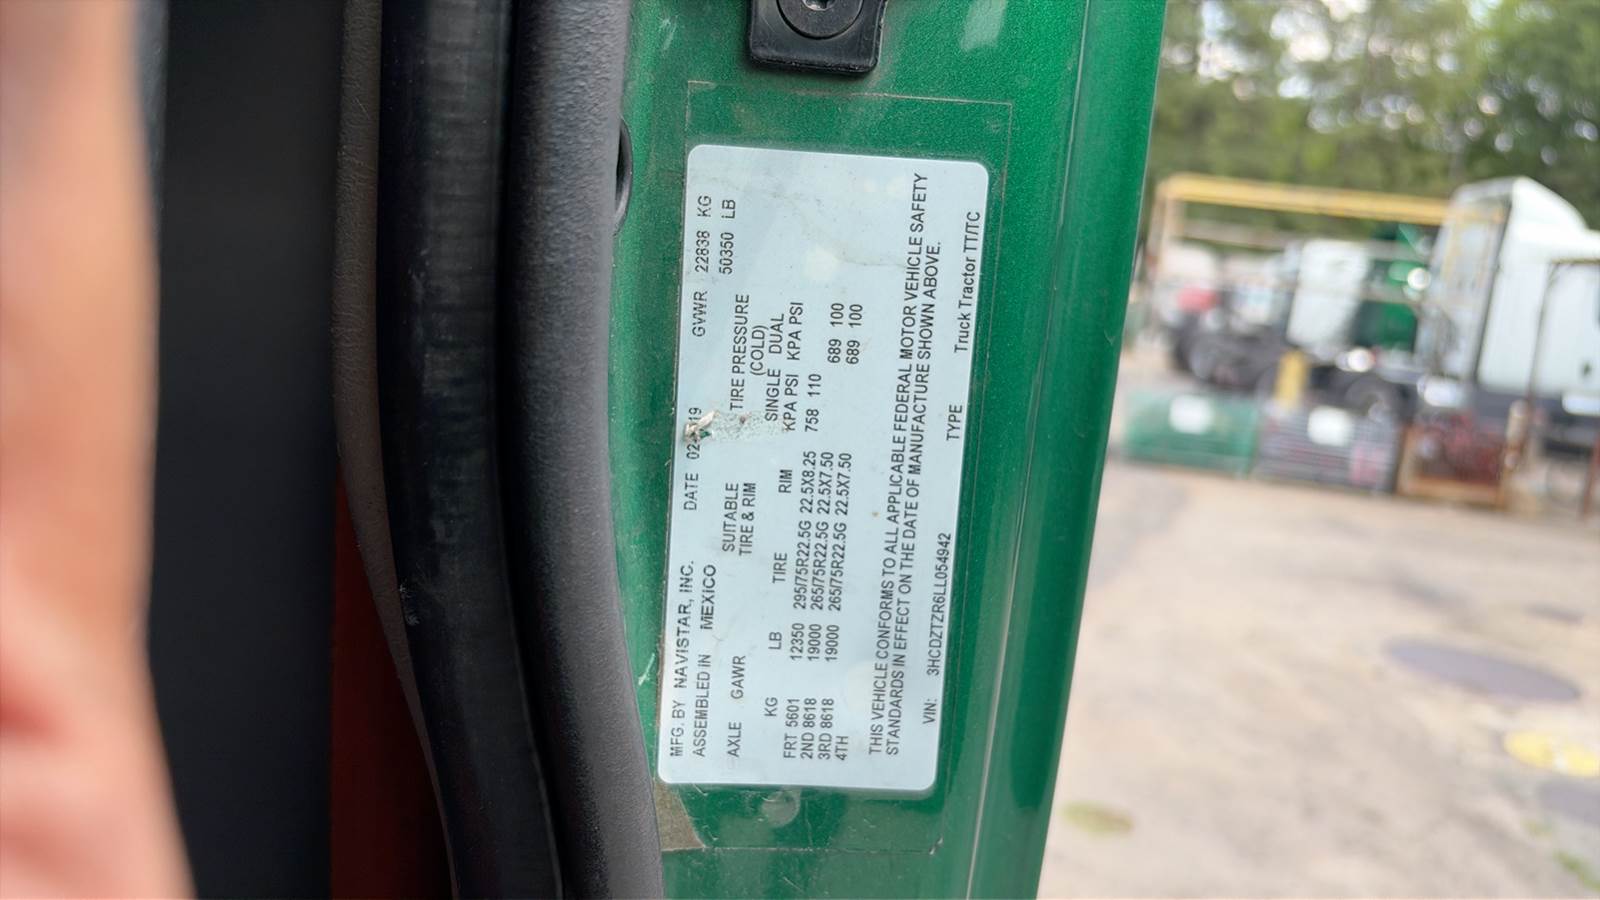 MFG. BY NAVISTAR, INC. DATE 02 19 GVWR 22838 KG
ASSEMBLED IN MEXICO 50350 LB
AXLE GAWR SUITABLE TIRE & RIM TIRE PRESSURE (COLD)
SINGLE DUAL
KG LB TIRE RIM KPA PSI KPA PSI
FRT 5601 12350 295/75R22.5G 22.5X8.25 758 110
2ND 8618 19000 265/75R22.5G 22.5X7.50 689 100
3RD 8618 19000 265/75R22.5G 22.5X7.50 689 100
4TH
THIS VEHICLE CONFORMS TO ALL APPLICABLE FEDERAL MOTOR VEHICLE SAFETY
STANDARDS IN EFFECT ON THE DATE OF MANUFACTURE SHOWN ABOVE.
VIN: 3HCDZTZR6LL054942 TYPE Truck Tractor TT/TC